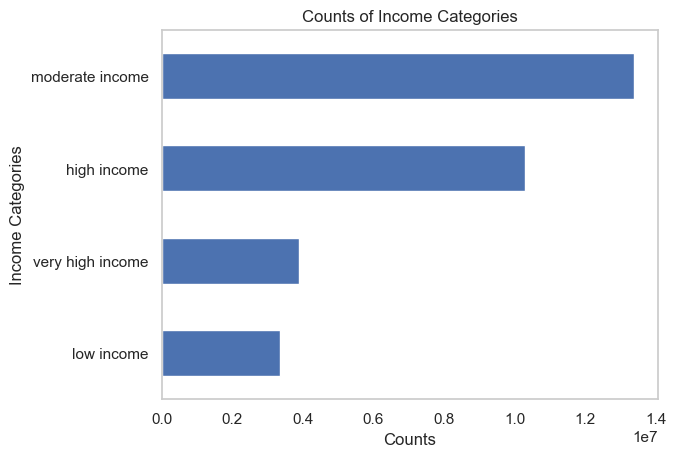 Counts of Income Categories
Income Categories
moderate income
high income
very high income
low income
0.0 0.2 0.4 0.6 0.8 1.0 1.2 1.4
1e7
Counts